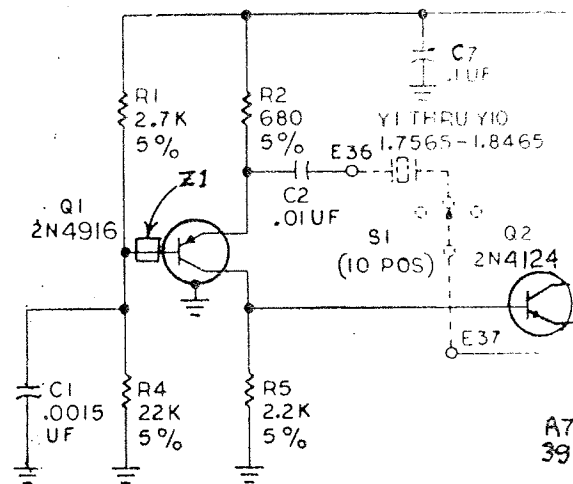 C7
.1UF
R1
2.7K
5%
R2
680
5%
Y1 THRU Y10
1.7565-1.8465
E36
Z1
C2
.01UF
Q1
2N4916
S1
(10 POS)
Q2
2N4124
E37
C1
.0015
UF
R4
22K
5%
R5
2.2K
5%
A7
39